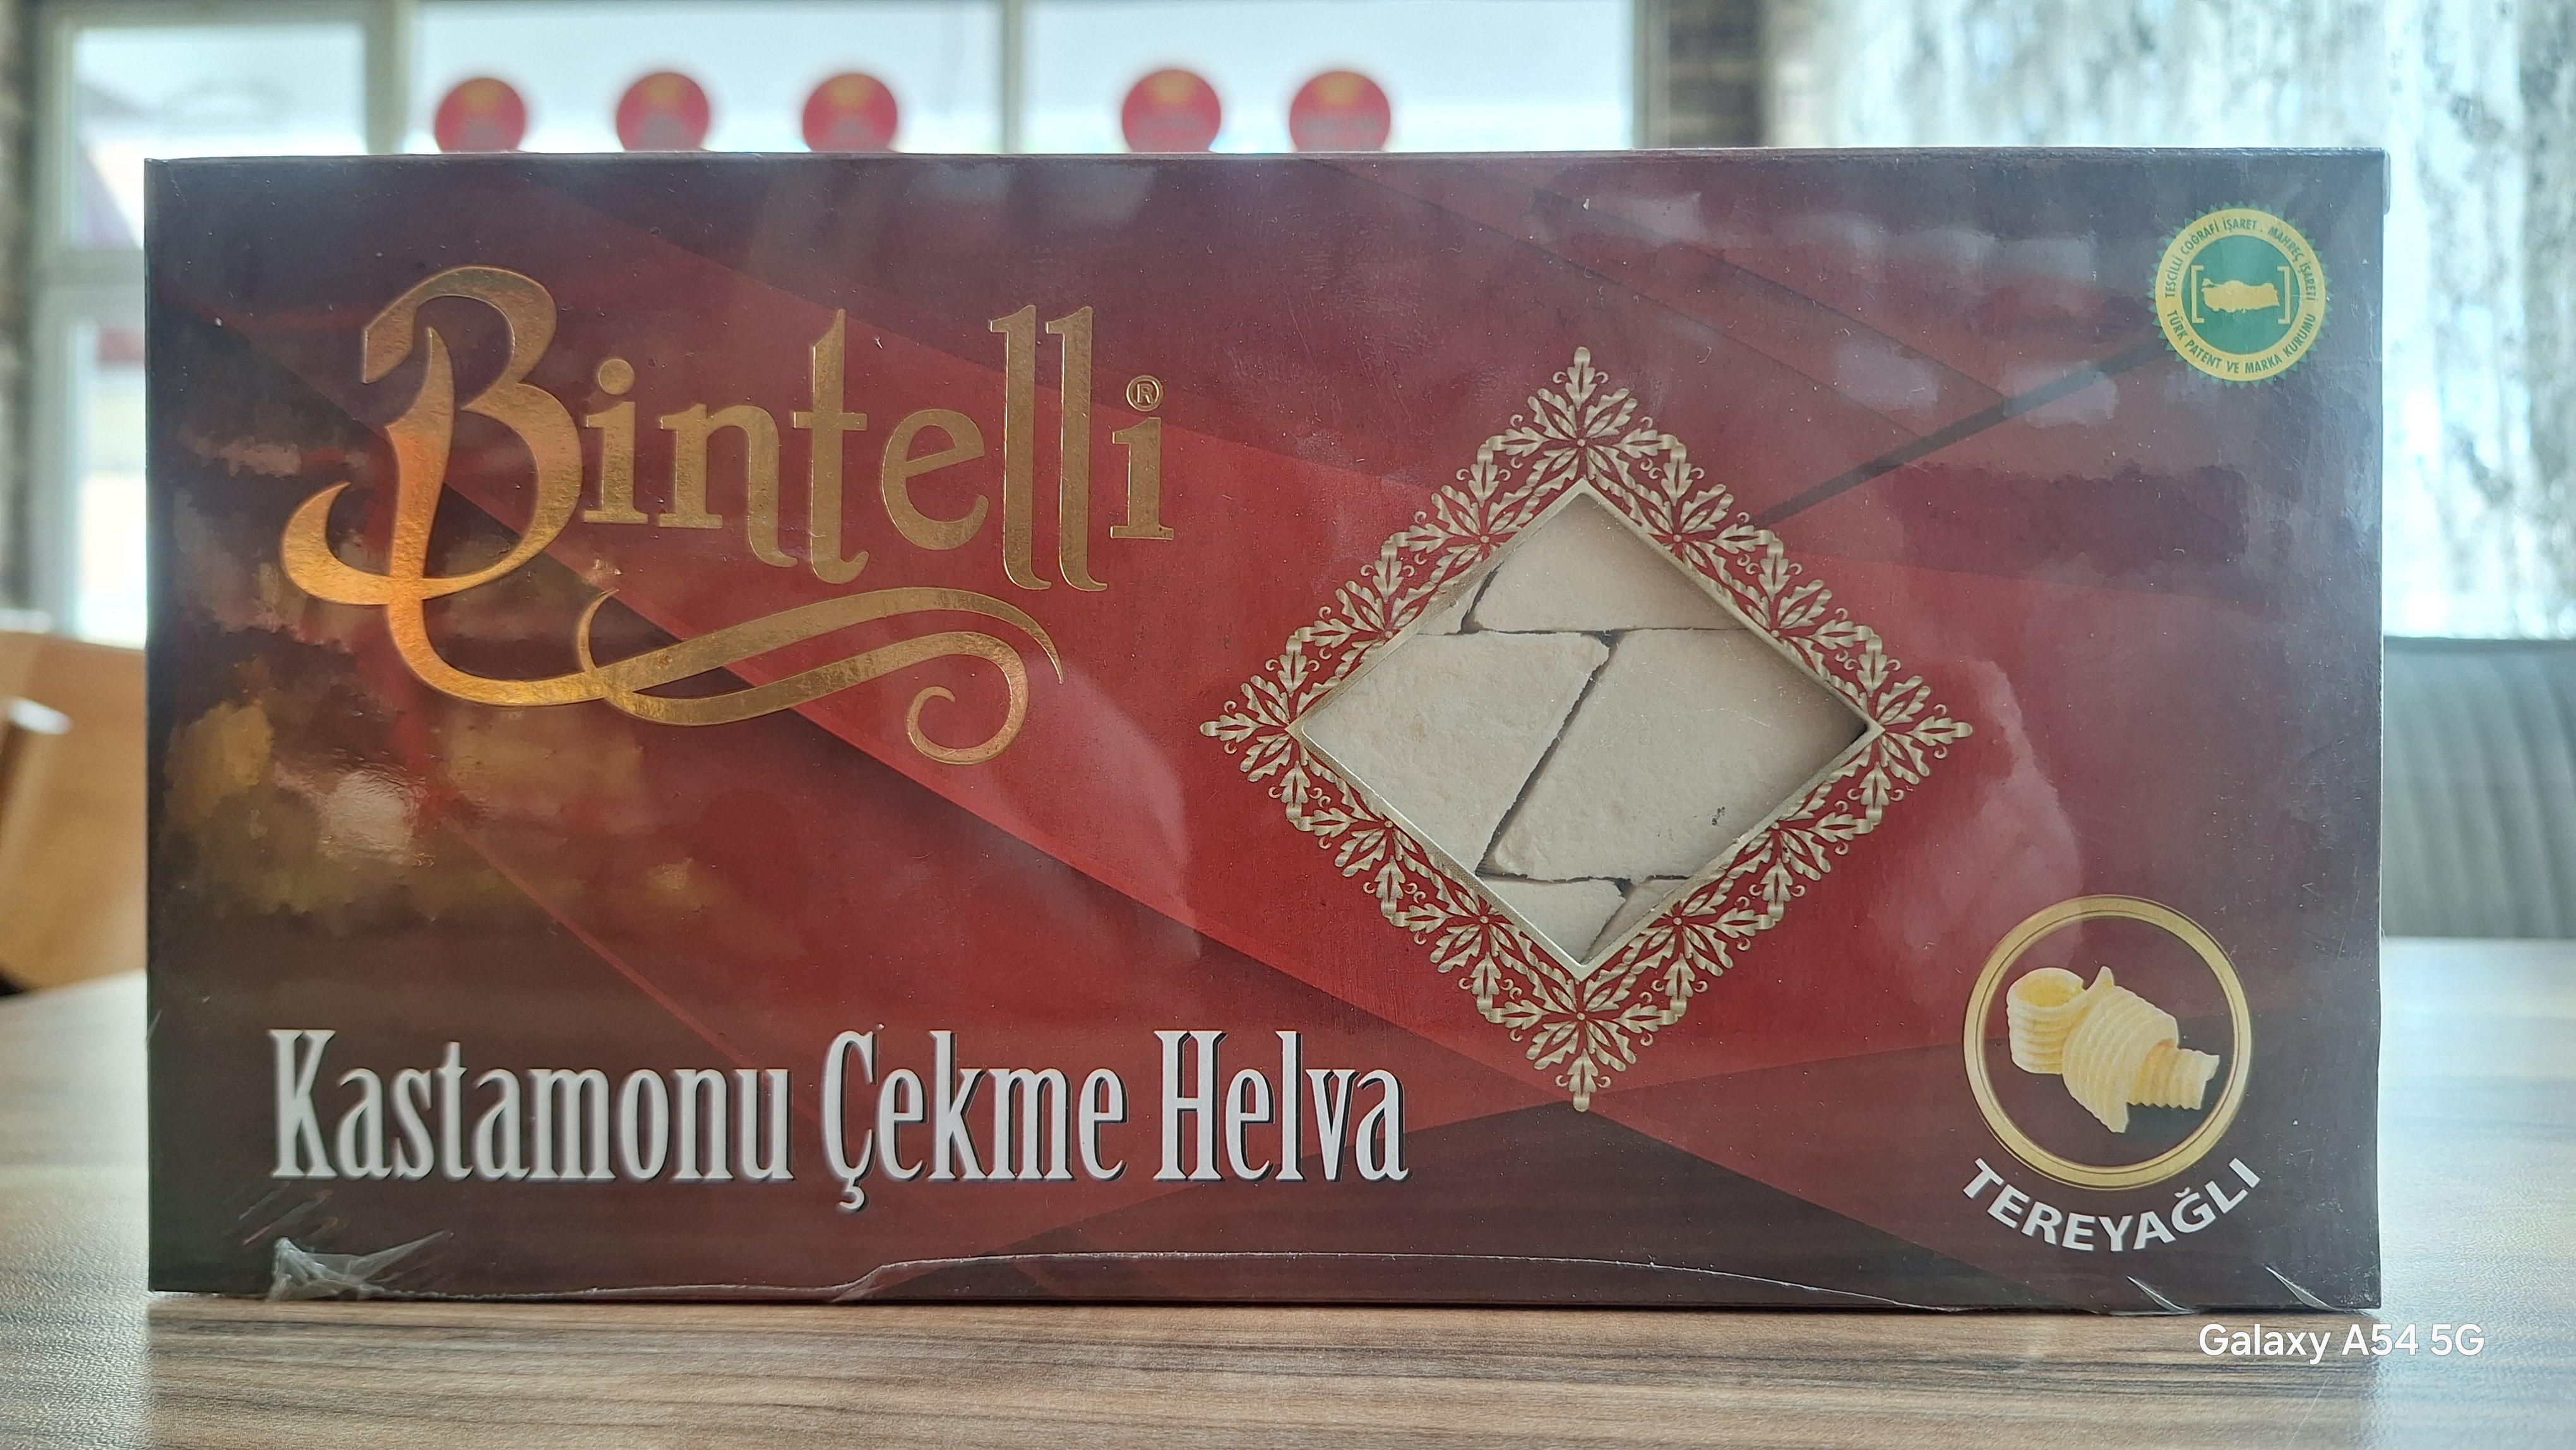 Bintelli®
TESCİLLİ COĞRAFİ İŞARET . MAHREÇ İŞARETİ
TÜRK PATENT VE MARKA KURUMU
Kastamonu Çekme Helva
TEREYAĞLI
Galaxy A54 5G